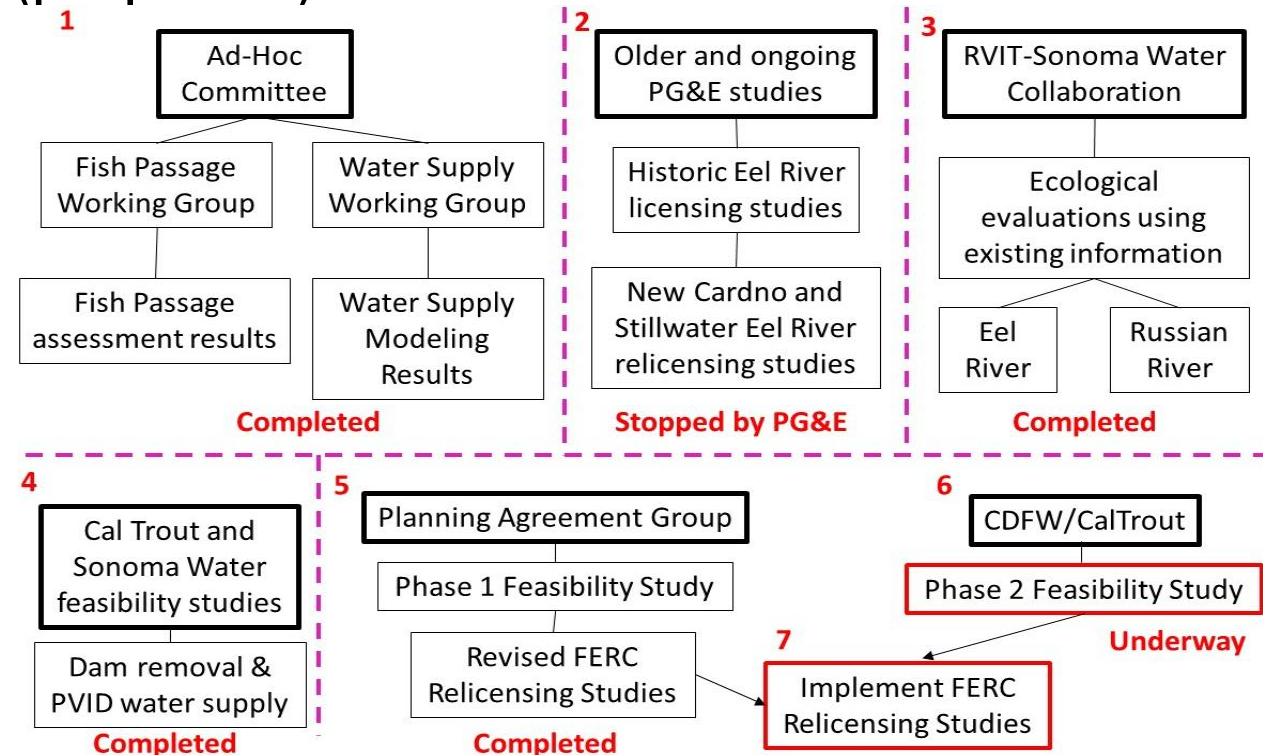 1
Ad-Hoc
Committee
Fish Passage
Working Group
Water Supply
Working Group
Fish Passage
assessment results
Water Supply
Modeling
Results
Completed
2
Older and ongoing
PG&E studies
Historic Eel River
licensing studies
New Cardno and
Stillwater Eel River
relicensing studies
Stopped by PG&E
3
RVIT-Sonoma Water
Collaboration
Ecological
evaluations using
existing information
Eel
River
Russian
River
Completed
4
Cal Trout and
Sonoma Water
feasibility studies
Dam removal &
PVID water supply
Completed
5
Planning Agreement Group
Phase 1 Feasibility Study
Revised FERC
Relicensing Studies
Completed
6
CDFW/CalTrout
Phase 2 Feasibility Study
Underway
7
Implement FERC
Relicensing Studies